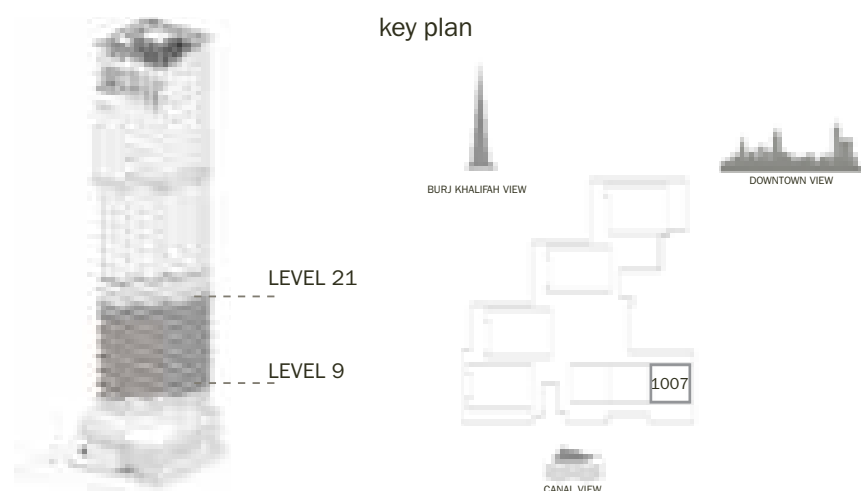 key plan
BURJ KHALIFAH VIEW
DOWNTOWN VIEW
LEVEL 21
LEVEL 9
1007
CANAL VIEW